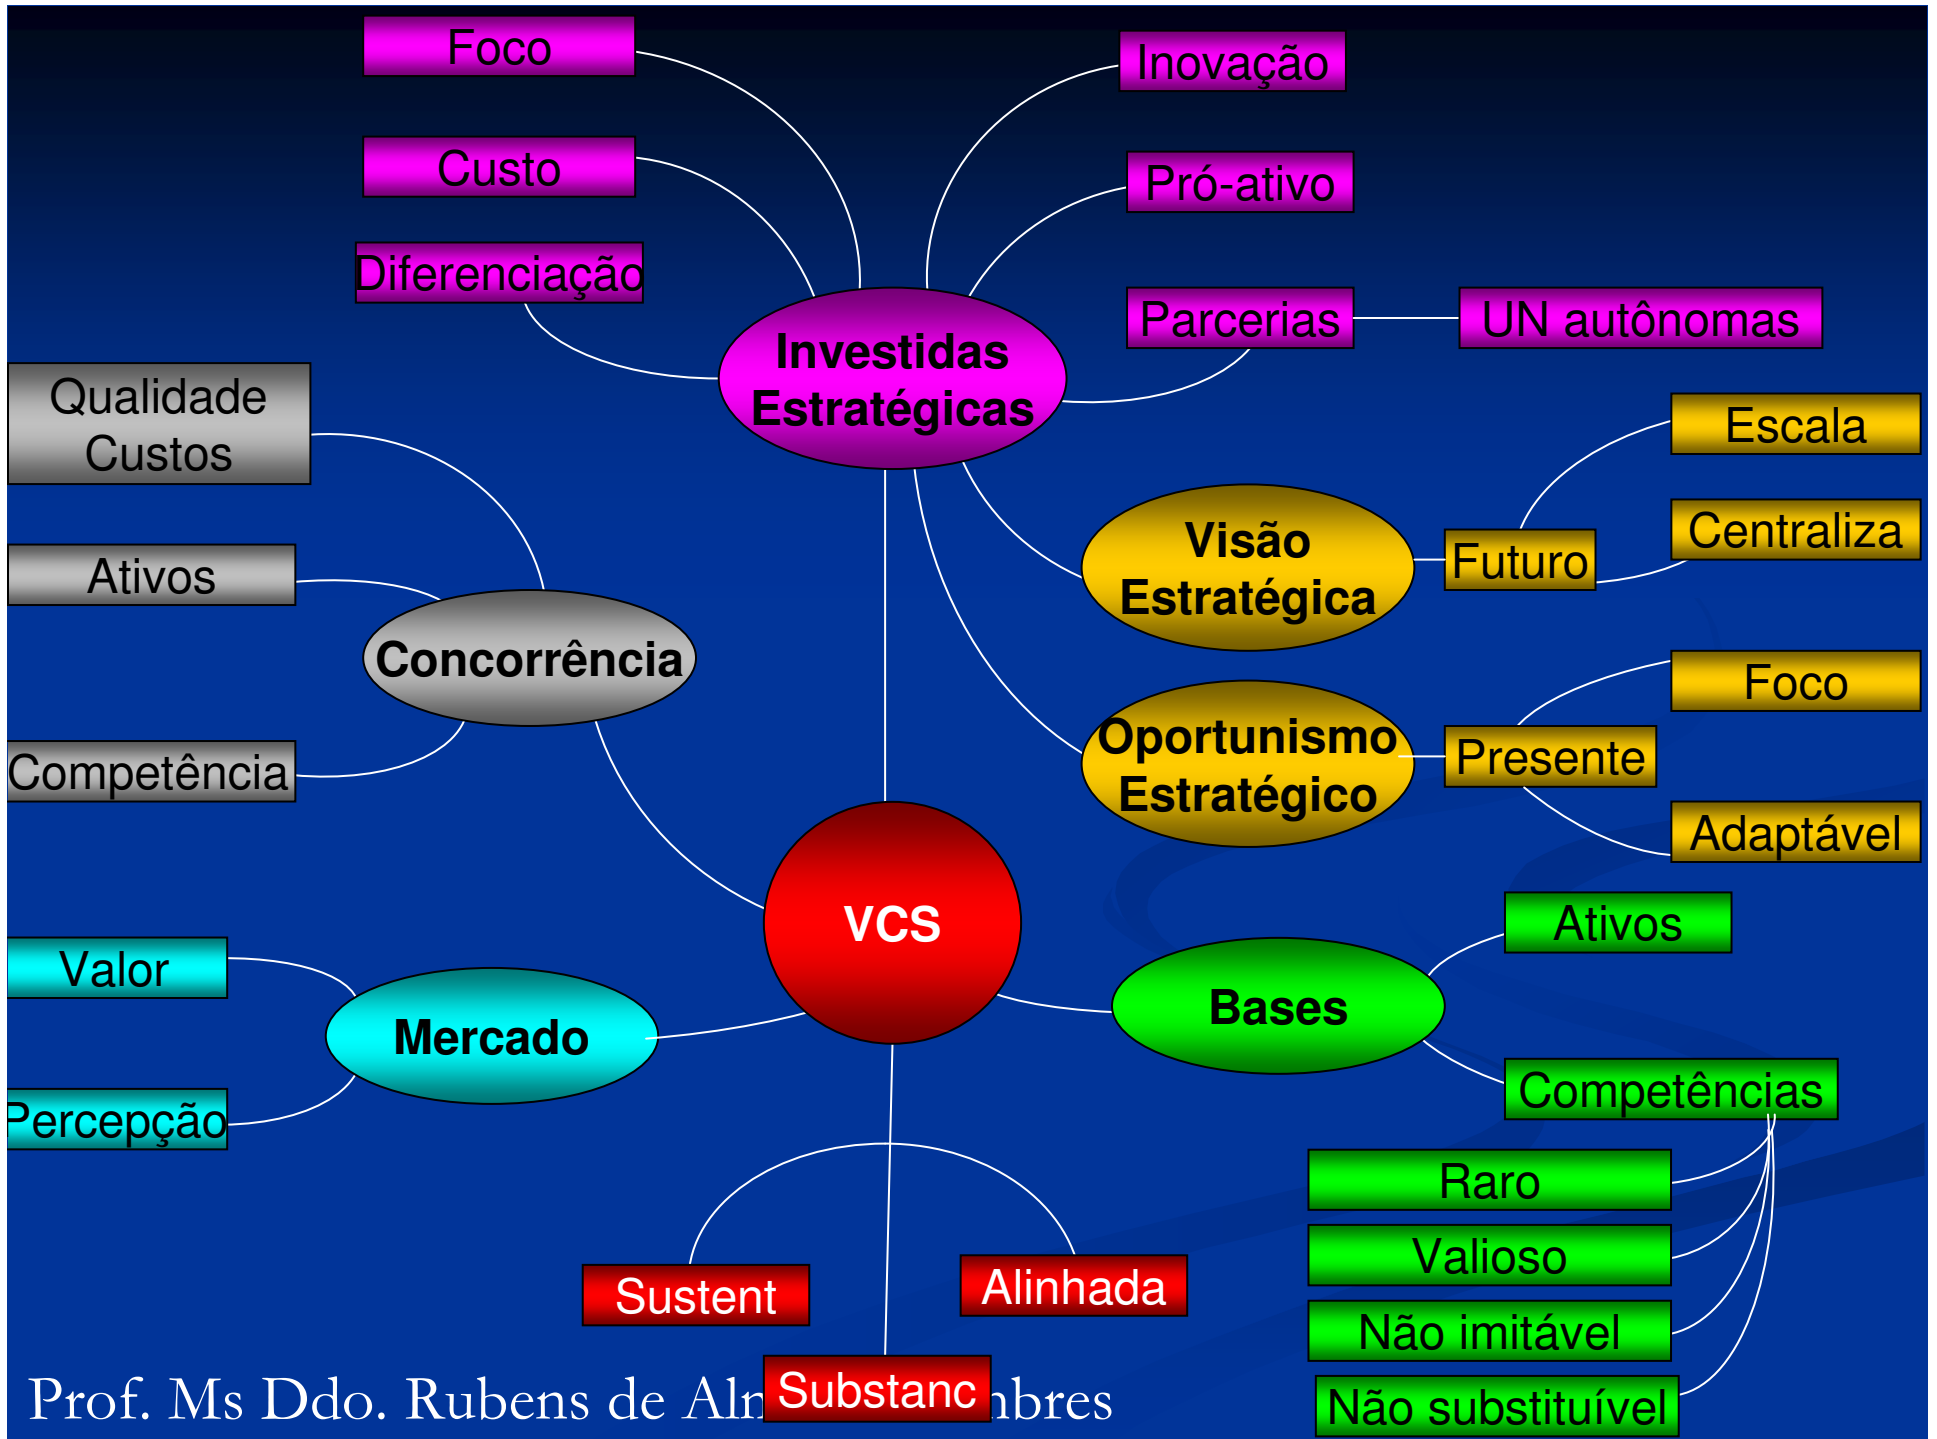 Foco
Inovação
Custo
Pró-ativo
Diferenciação
Parcerias
UN autônomas
Investidas
Estratégicas
Qualidade
Custos
Escala
Visão
Estratégica
Futuro
Centraliza
Ativos
Concorrência
Foco
Oportunismo
Estratégico
Presente
Competência
Adaptável
VCS
Ativos
Valor
Bases
Mercado
Competências
Percepção
Raro
Valioso
Sustent
Alinhada
Não imitável
Substanc
Não substituível
Prof. Ms Ddo. Rubens de